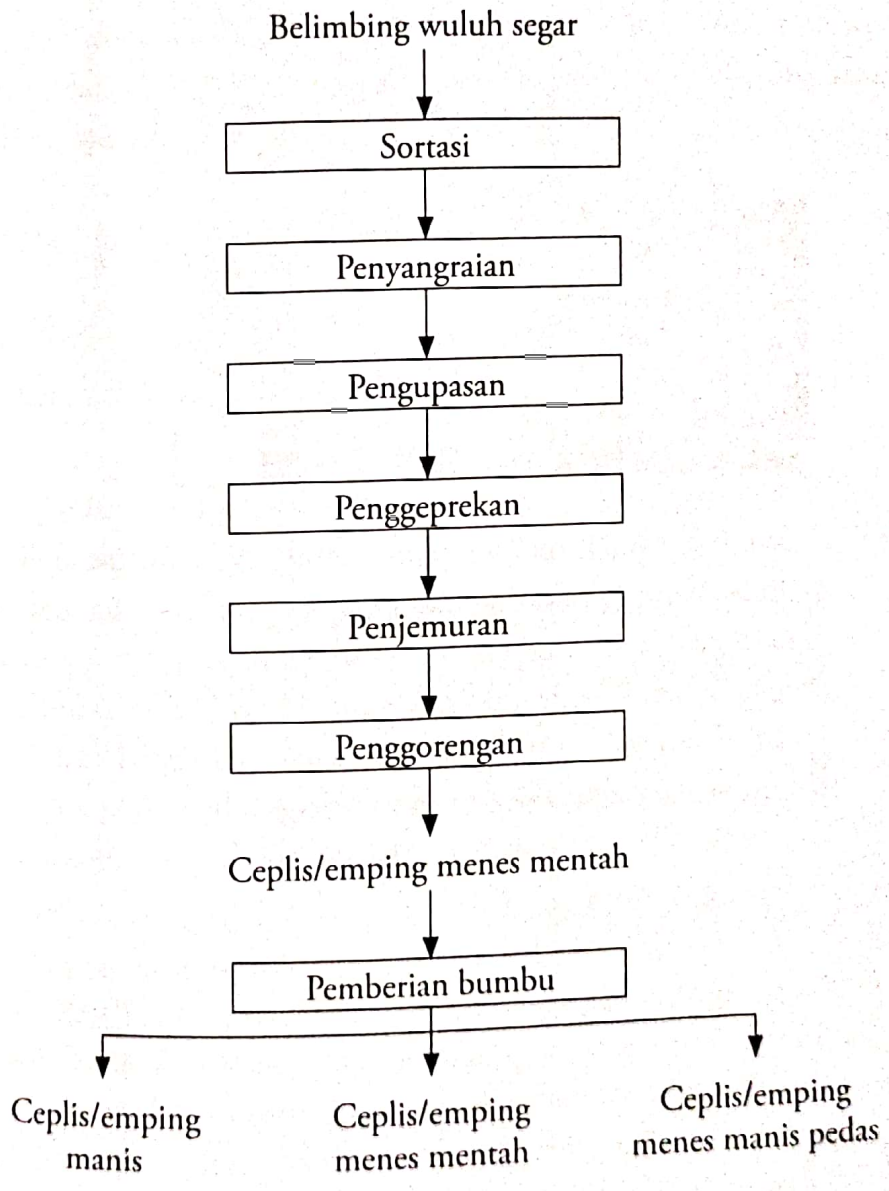 Belimbing wuluh segar
Sortasi
Penyangraian
Pengupasan
Penggeprekan
Penjemuran
Penggorengan
Ceplis/emping menes mentah
Pemberian bumbu
Ceplis/emping
manis
Ceplis/emping
menes mentah
Ceplis/emping
menes manis pedas